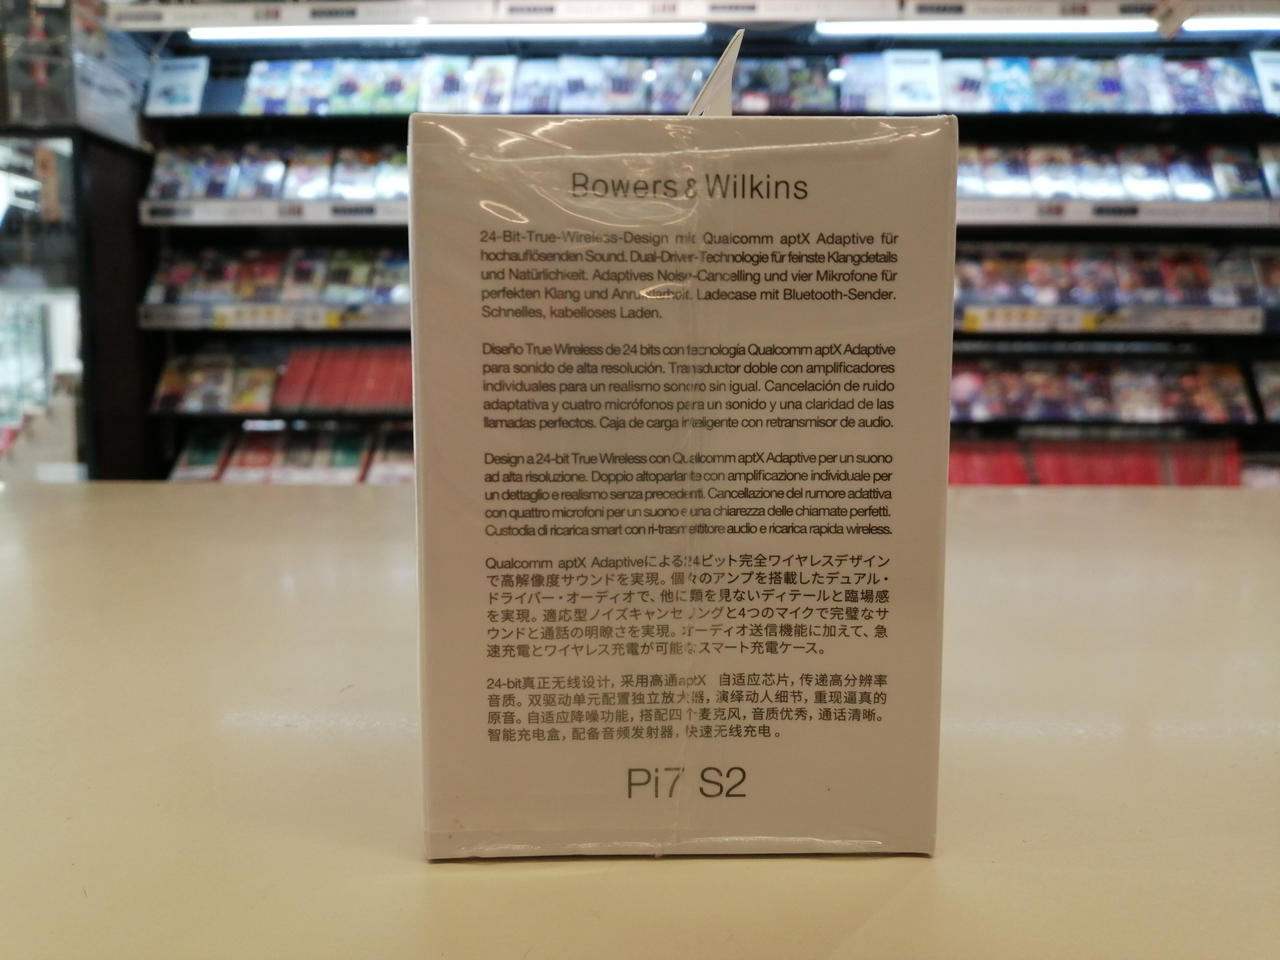 Bowers & Wilkins
24-Bit-True-Wireless-Design mit Qualcomm aptX Adaptive für
hochauflösenden Sound. Dual-Driver-Technologie für feinste Klangdetails
und Natürlichkeit. Adaptives Noise-Cancelling und vier Mikrofone für
perfekten Klang und Anrufklarheit. Ladecase mit Bluetooth-Sender.
Schnelles, kabelloses Laden.
Diseño True Wireless de 24 bits con tecnología Qualcomm aptX Adaptive
para sonido de alta resolución. Transductor doble con amplificadores
individuales para un realismo sonoro sin igual. Cancelación de ruido
adaptativa y cuatro micrófonos para un sonido y una claridad de las
llamadas perfectos. Caja de carga inteligente con retransmisor de audio.
Design a 24-bit True Wireless con Qualcomm aptX Adaptive per un suono
ad alta risoluzione. Doppio altoparlante con amplificazione individuale per
un dettaglio e realismo senza precedenti. Cancellazione del rumore adattiva
con quattro microfoni per un suono e una chiarezza delle chiamate perfetti.
Custodia di ricarica smart con ri-trasmettitore audio e ricarica rapida wireless.
Qualcomm aptX Adaptiveによる24ビット完全ワイヤレスデザイン
で高解像度サウンドを実現。個々のアンプを搭載したデュアル・
ドライバー・オーディオで、他に類を見ないディテールと臨場感
を実現。適応型ノイズキャンセリングと4つのマイクで完璧なサ
ウンドと通話の明瞭さを実現。オーディオ送信機能に加えて、急
速充電とワイヤレス充電が可能なスマート充電ケース。
24-bit真正无线设计，采用高通aptX 自适应芯片，传递高分辨率
音质。双驱动单元配置独立放大器，演绎动人细节，重现逼真的
原音。自适应降噪功能，搭配四个麦克风，音质优秀，通话清晰。
智能充电盒，配备音频发射器，快速无线充电。
Pi7 S2